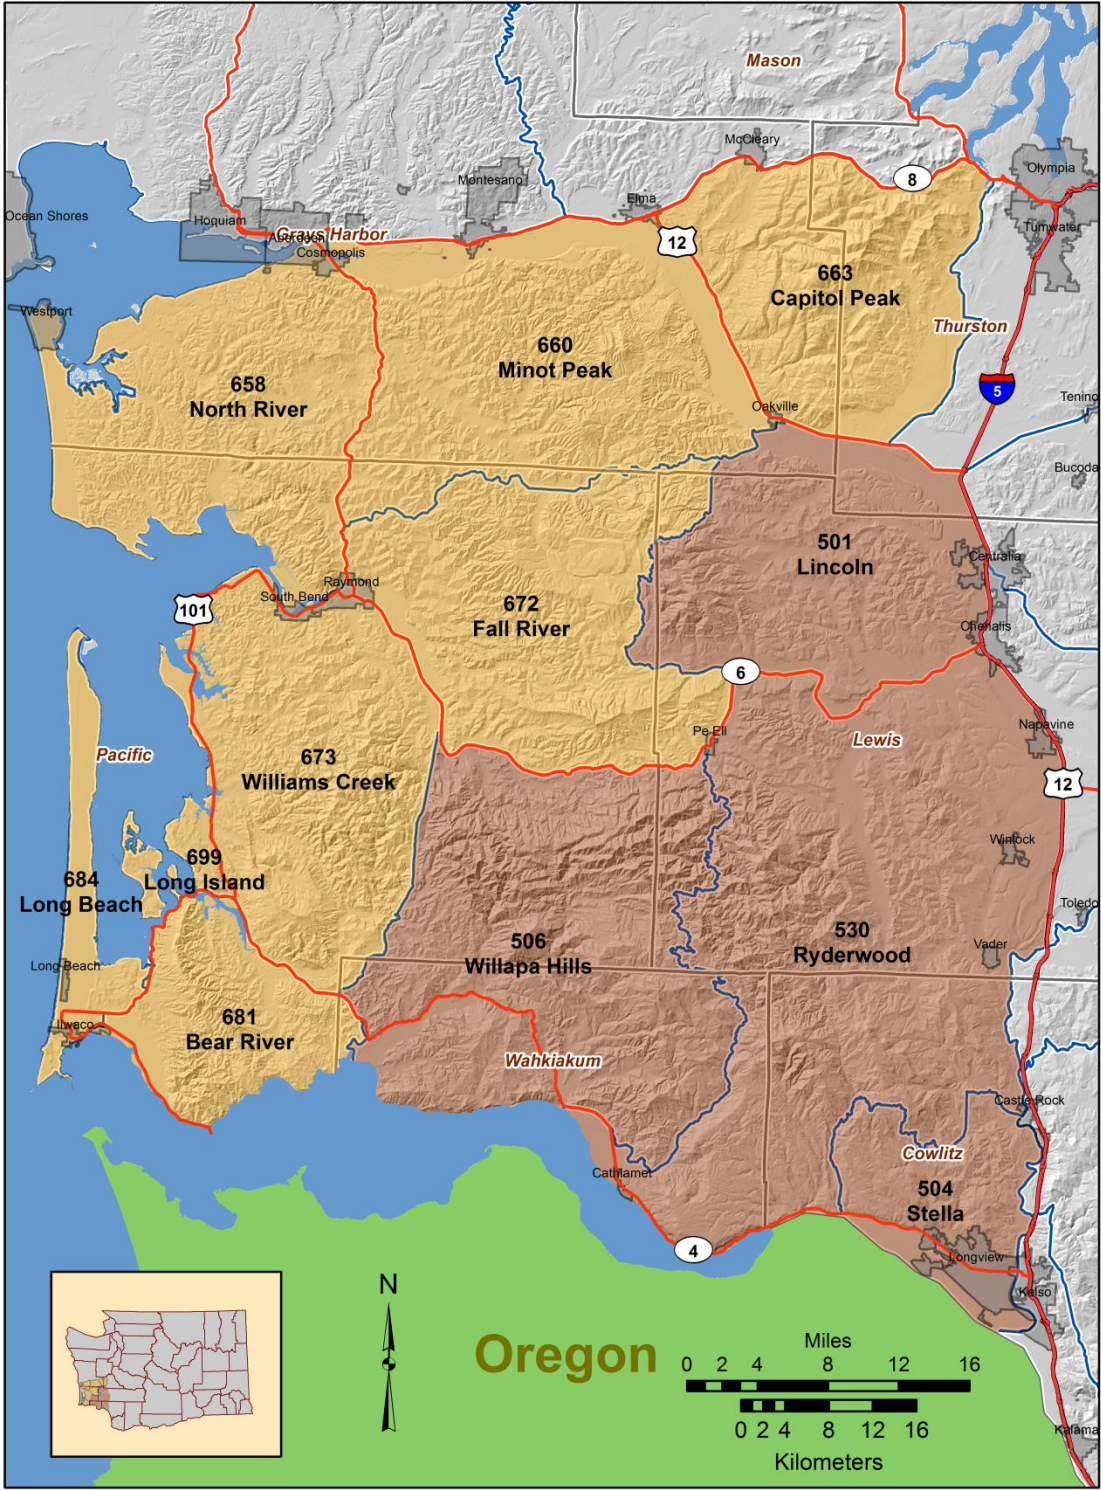 Mason
McCleary
8
Olympia
Montesano
Elma
Ocean Shores
Hoquiam
Aberdeen
Grays Harbor
Cosmopolis
12
Tumwater
663
Capitol Peak
Westport
Thurston
660
Minot Peak
658
North River
5
Tenino
Oakville
Bucoda
501
Lincoln
Centralia
101
South Bend
Raymond
672
Fall River
Chehalis
6
Pe Ell
Napavine
Lewis
Pacific
673
Williams Creek
12
Winlock
699
Long Island
684
Long Beach
Toledo
506
Willapa Hills
530
Ryderwood
Vader
Long Beach
681
Bear River
Ilwaco
Wahkiakum
Castle Rock
Cowlitz
504
Stella
Cathlamet
4
Longview
Kelso
N
Oregon
Miles
0 2 4 8 12 16
0 2 4 8 12 16
Kilometers
Kalama